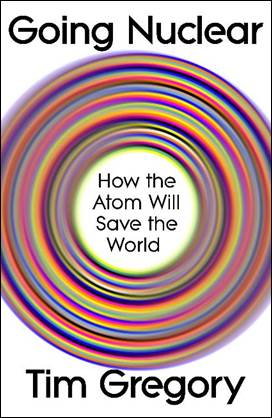 Going Nuclear
How the
Atom Will
Save the
World
Tim Gregory